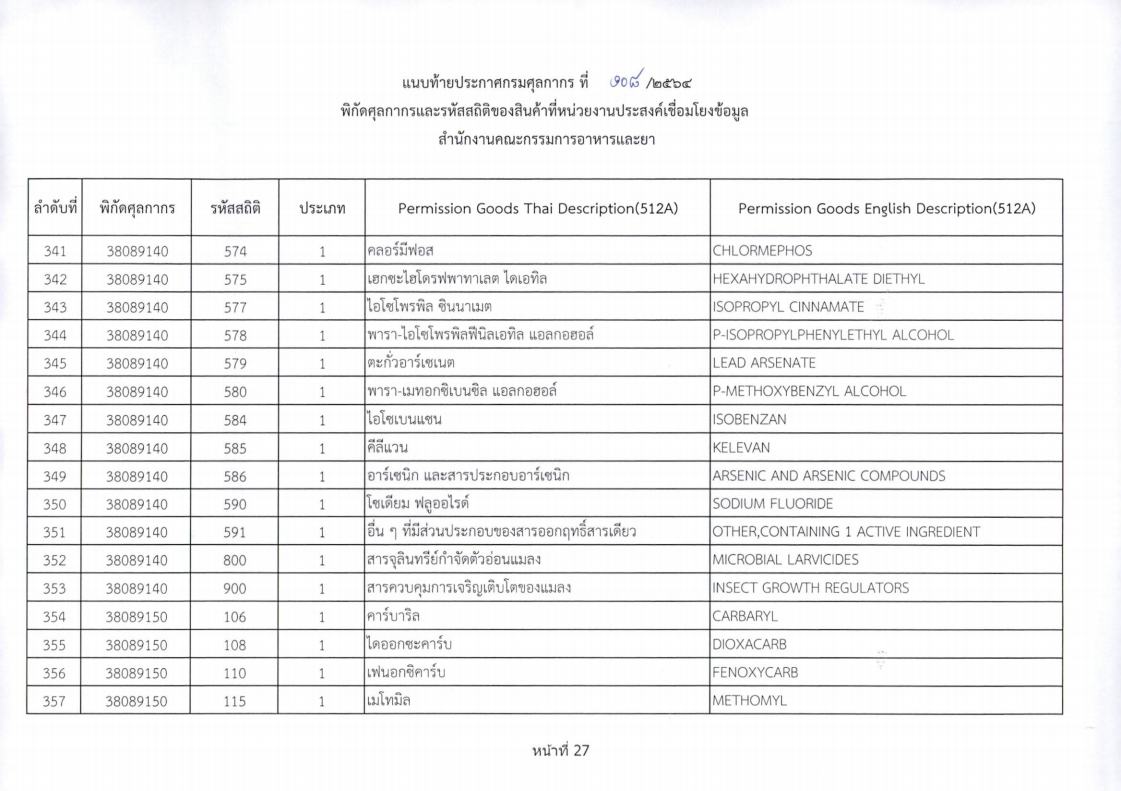 แนบท้ายประกาศกรมศุลกากร ที่ ๑๐๘ /๒๕๖๔
พิกัดศุลกากรและรหัสสถิติของสินค้าที่หน่วยงานประสงค์เชื่อมโยงข้อมูล
สำนักงานคณะกรรมการอาหารและยา
ลำดับที่ พิกัดศุลกากร รหัสสถิติ ประเภท Permission Goods Thai Description(512A) Permission Goods English Description(512A)
341 38089140 574 1 คลอร์มีฟอส CHLORMEPHOS
342 38089140 575 1 เฮกซะไฮโดรฟพาทาเลต ไดเอทิล HEXAHYDROPHTHALATE DIETHYL
343 38089140 577 1 ไอโซโพรพิล ซินนาเมต ISOPROPYL CINNAMATE
344 38089140 578 1 พารา-ไอโซโพรพิลฟีนิลเอทิล แอลกอฮอล์ P-ISOPROPYLPHENYLETHYL ALCOHOL
345 38089140 579 1 ตะกั่วอาร์เซเนต LEAD ARSENATE
346 38089140 580 1 พารา-เมทอกซิเบนซิล แอลกอฮอล์ P-METHOXYBENZYL ALCOHOL
347 38089140 584 1 ไอโซเบนแซน ISOBENZAN
348 38089140 585 1 คีลีแวน KELEVAN
349 38089140 586 1 อาร์เซนิก และสารประกอบอาร์เซนิก ARSENIC AND ARSENIC COMPOUNDS
350 38089140 590 1 โซเดียม ฟลูออไรด์ SODIUM FLUORIDE
351 38089140 591 1 อื่น ๆ ที่มีส่วนประกอบของสารออกฤทธิ์สารเดียว OTHER,CONTAINING 1 ACTIVE INGREDIENT
352 38089140 800 1 สารจุลินทรีย์กำจัดตัวอ่อนแมลง MICROBIAL LARVICIDES
353 38089140 900 1 สารควบคุมการเจริญเติบโตของแมลง INSECT GROWTH REGULATORS
354 38089150 106 1 คาร์บาริล CARBARYL
355 38089150 108 1 ไดออกซะคาร์บ DIOXACARB
356 38089150 110 1 เฟนอกซิคาร์บ FENOXYCARB
357 38089150 115 1 เมโทมิล METHOMYL
หน้าที่ 27